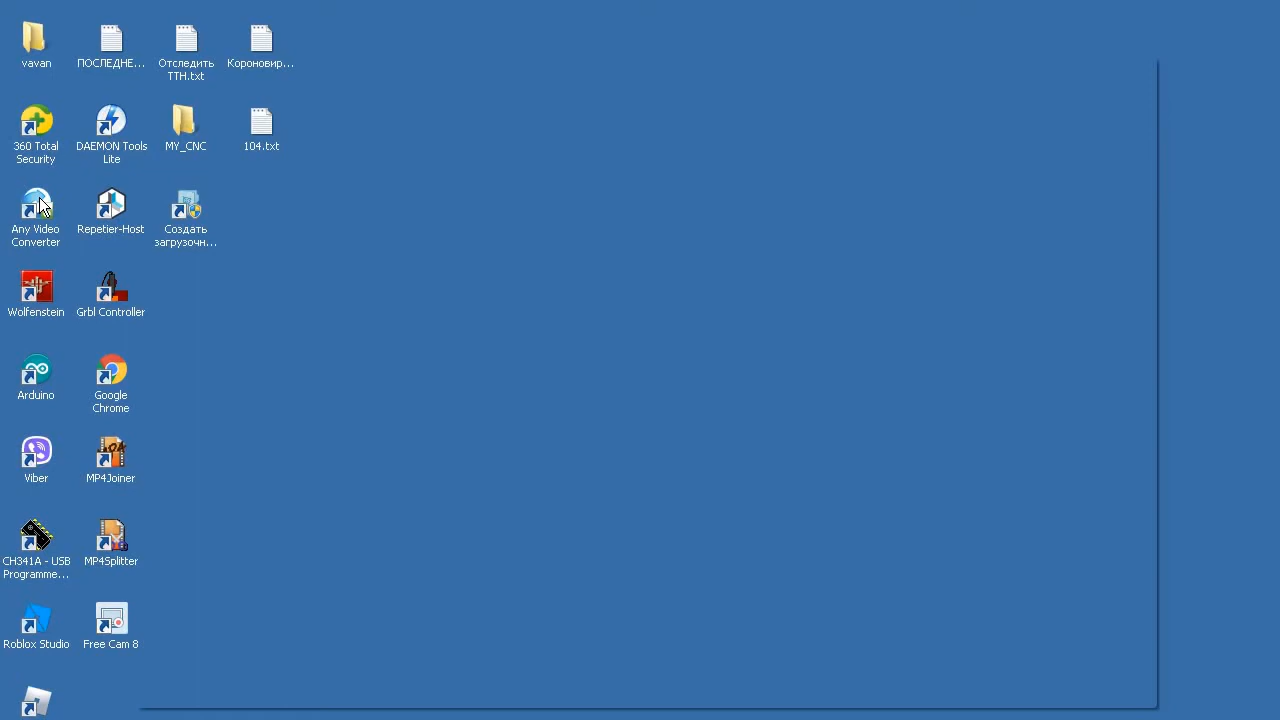 vavan
ПОСЛЕДНЕ...
Отследить
ТТН.txt
Короновир...
360 Total
Security
DAEMON Tools
Lite
MY_CNC
104.txt
Any Video
Converter
Repetier-Host
Создать
загрузочн...
Wolfenstein
Grbl Controller
Arduino
Google
Chrome
Viber
MP4Joiner
CH341A - USB
Programme...
MP4Splitter
Roblox Studio
Free Cam 8